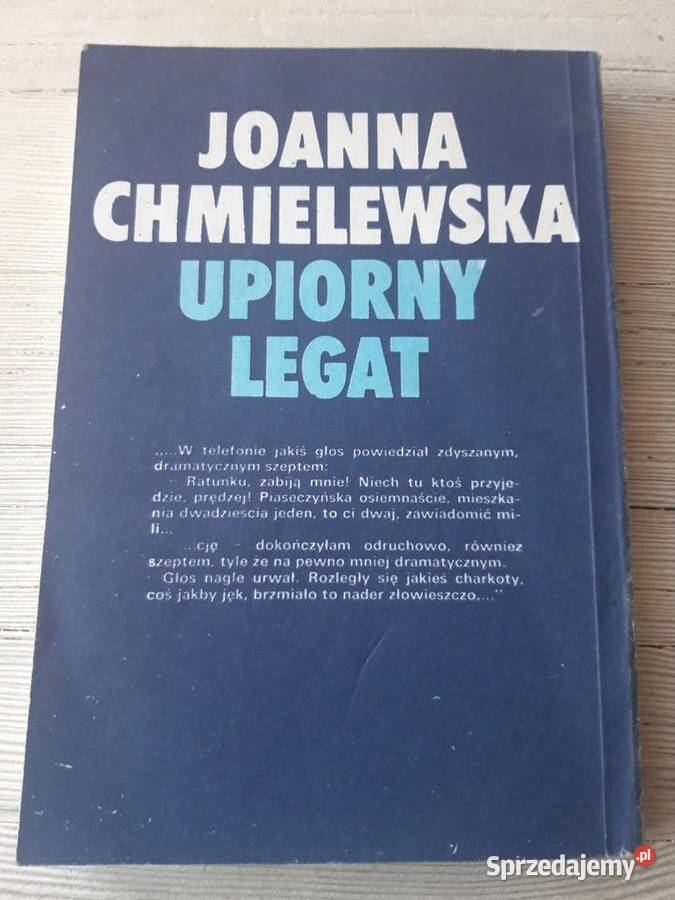 JOANNA
CHMIELEWSKA
UPIORNY
LEGAT
„...W telefonie jakiś głos powiedział zdyszanym,
dramatycznym szeptem:
- Ratunku, zabiją mnie! Niech tu ktoś przyje-
dzie, prędzej! Piaseczyńska osiemnaście, mieszka-
nia dwadziescia jeden, to ci dwaj, zawiadomić mi-
li...
...cję - dokończyłam odruchowo, również
szeptem, tyle że na pewno mniej dramatycznym.
Głos nagle urwał. Rozległy się jakieś charkoty,
coś jakby jęk, brzmiało to nader złowieszczo,..."
Sprzedajemy.pl